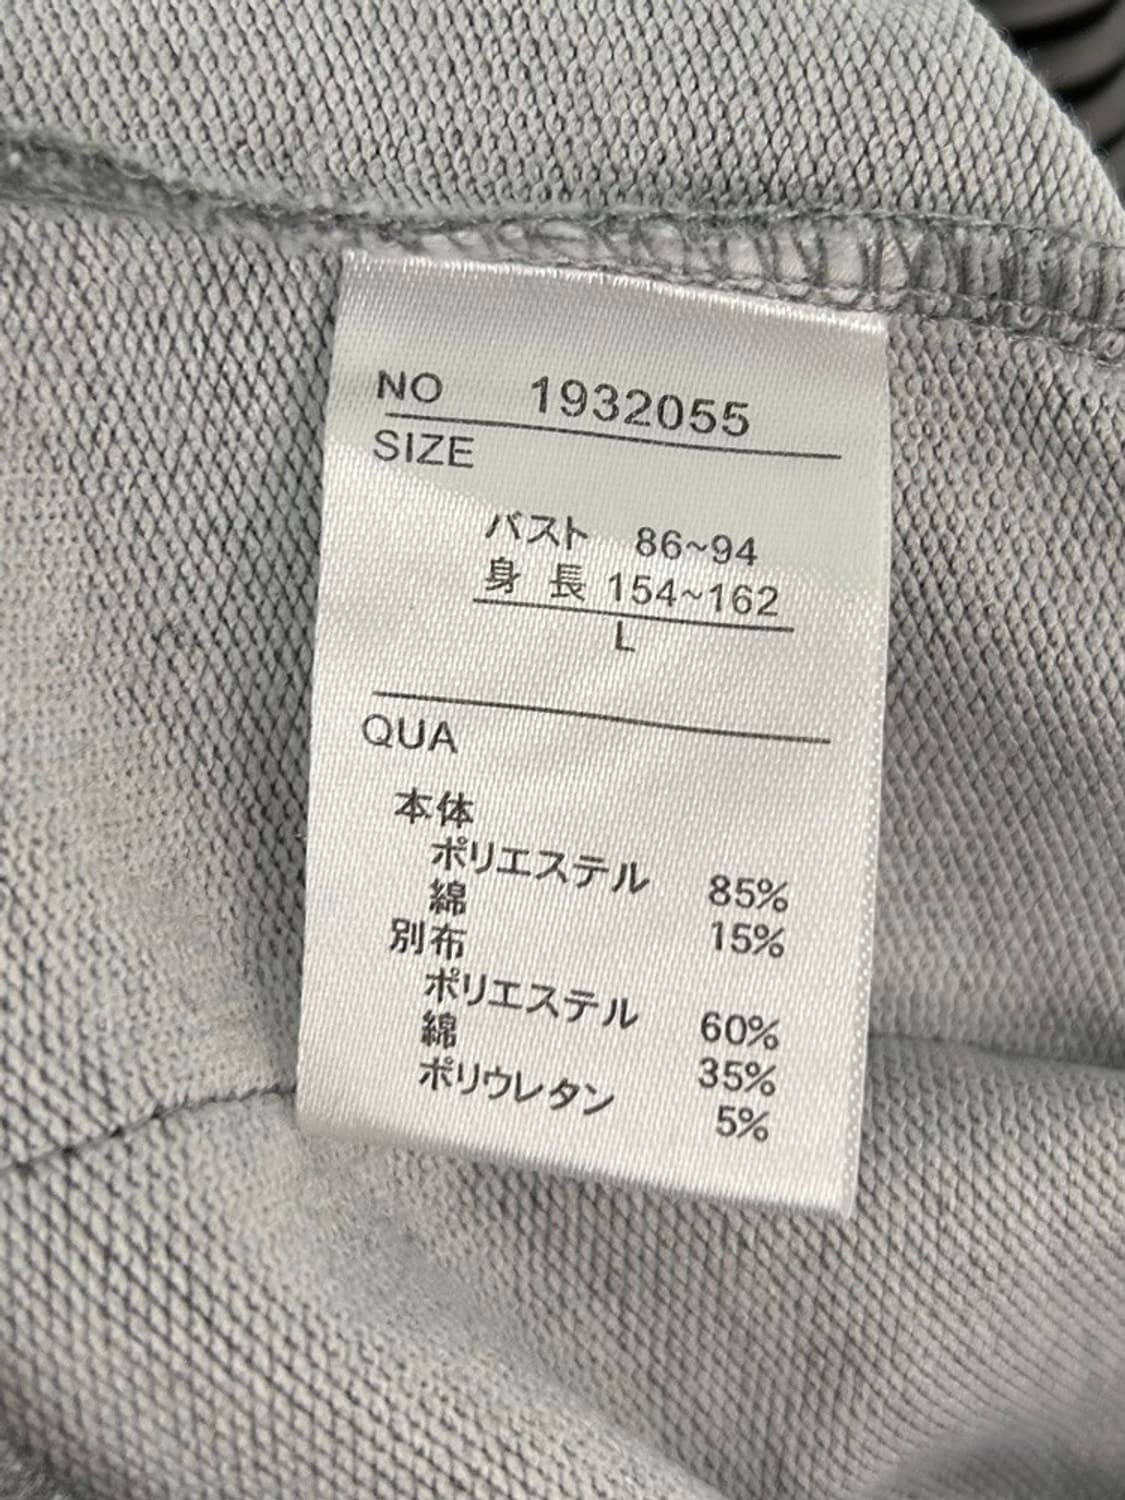 NO 1932055
SIZE
バスト 86~94
身長 154~162
L
QUA
本体
ポリエステル 85%
綿 15%
別布
ポリエステル 60%
綿 35%
ポリウレタン 5%